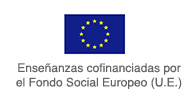 Enseñanzas cofinanciadas por
el Fondo Social Europeo (U.E.)